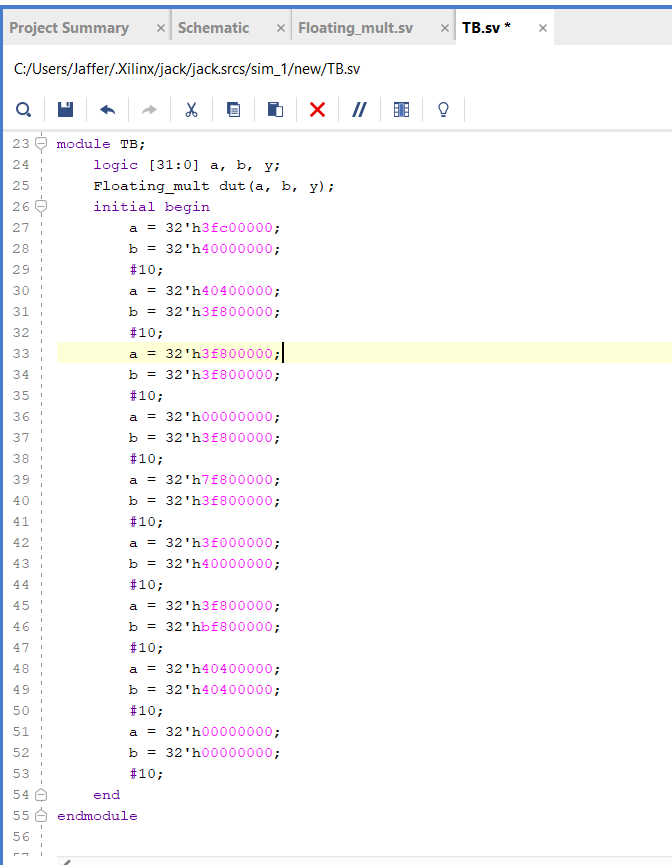 Project Summary × Schematic × Floating_mult.sv × TB.sv * ×
C:/Users/Jaffer/.Xilinx/jack/jack.srcs/sim_1/new/TB.sv
23 module TB;
24 logic [31:0] a, b, y;
25 Floating_mult dut(a, b, y);
26 initial begin
27 a = 32'h3fc00000;
28 b = 32'h40000000;
29 #10;
30 a = 32'h40400000;
31 b = 32'h3f800000;
32 #10;
33 a = 32'h3f800000;
34 b = 32'h3f800000;
35 #10;
36 a = 32'h00000000;
37 b = 32'h3f800000;
38 #10;
39 a = 32'h7f800000;
40 b = 32'h3f800000;
41 #10;
42 a = 32'h3f000000;
43 b = 32'h40000000;
44 #10;
45 a = 32'h3f800000;
46 b = 32'hbf800000;
47 #10;
48 a = 32'h40400000;
49 b = 32'h40400000;
50 #10;
51 a = 32'h00000000;
52 b = 32'h00000000;
53 #10;
54 end
55 endmodule
56